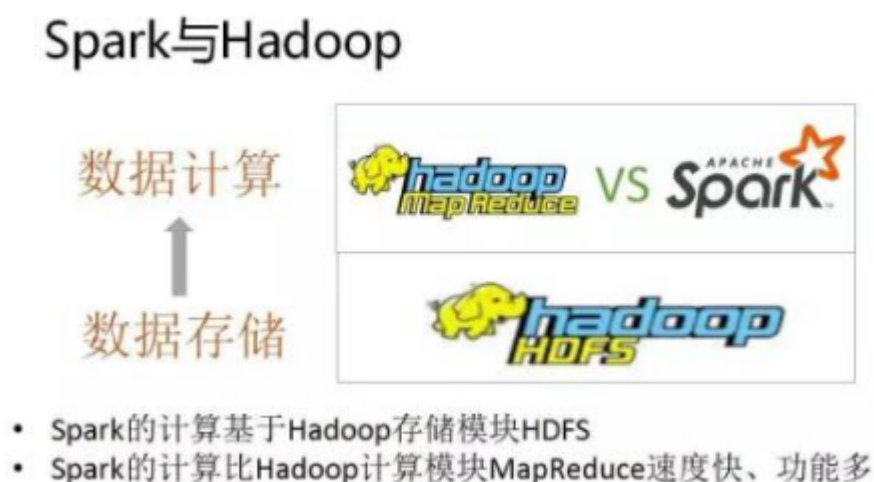 Spark与Hadoop
数据计算
hadoop
MapReduce
VS
APACHE
Spark
数据存储
hadoop
HDFS
• Spark的计算基于Hadoop存储模块HDFS
• Spark的计算比Hadoop计算模块MapReduce速度快、功能多